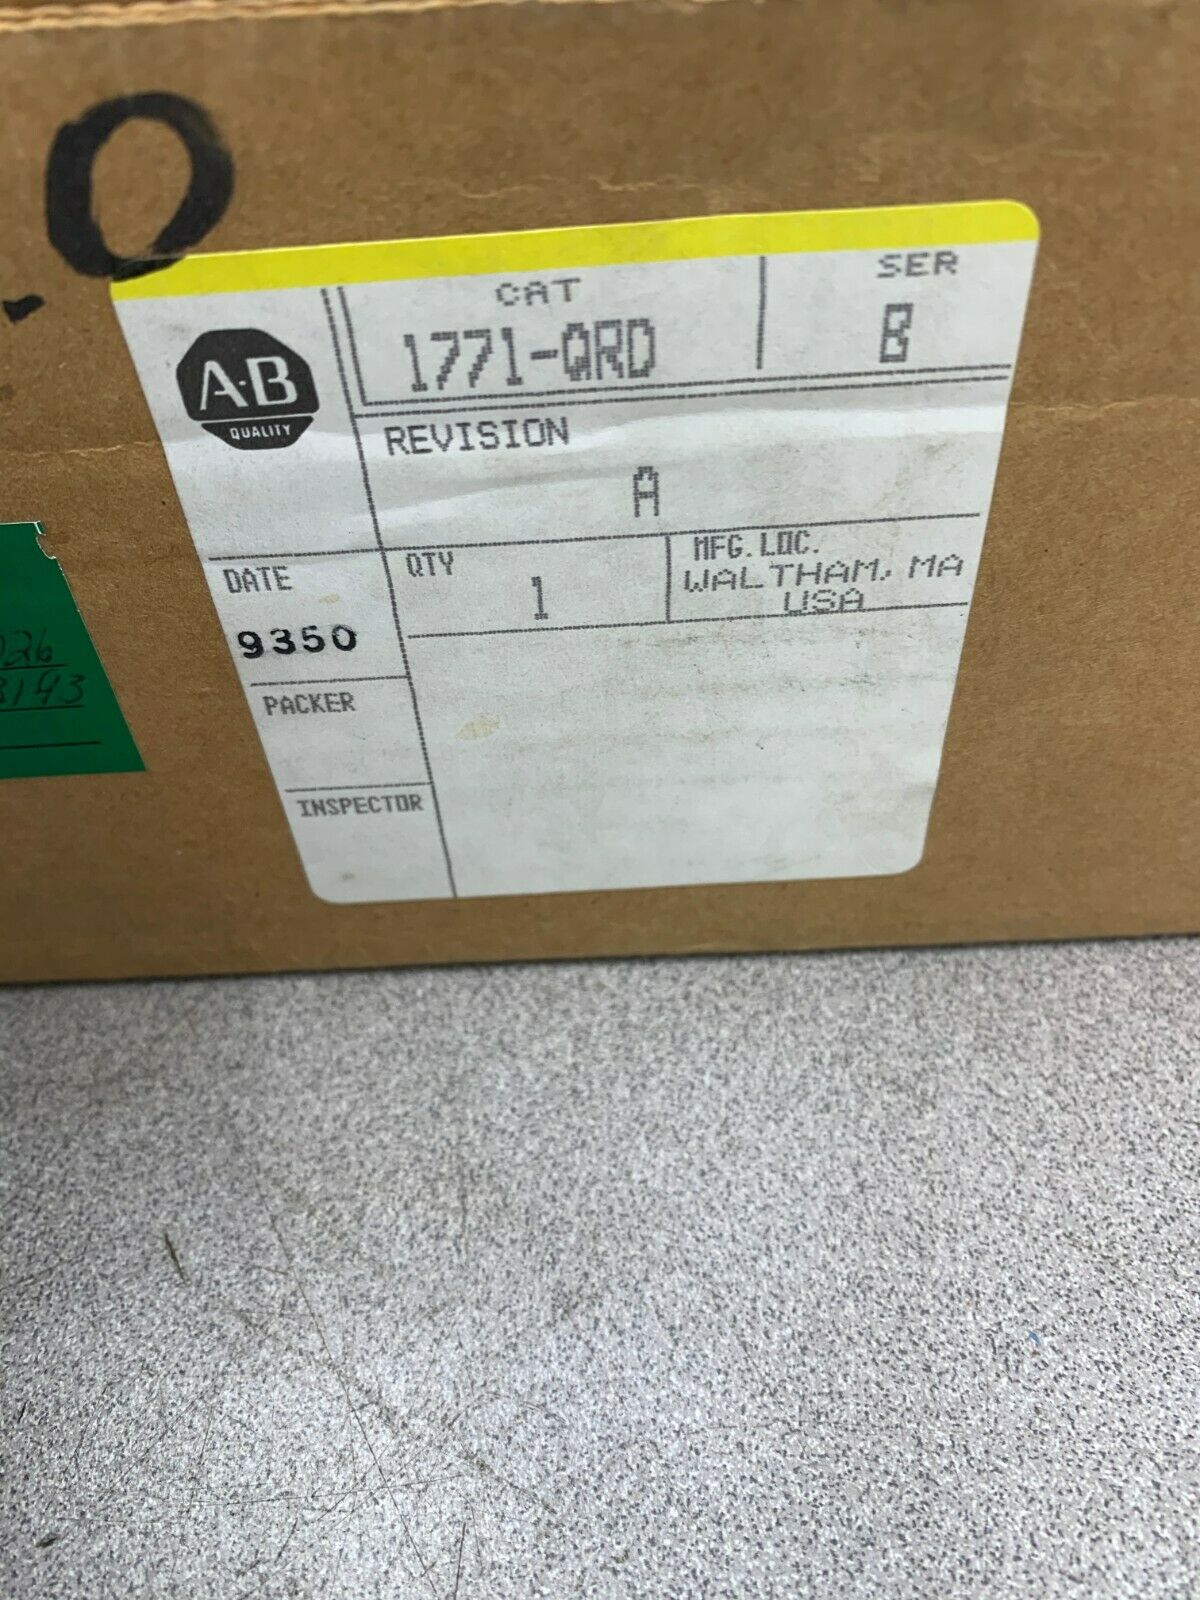 O
CAT
SER
1771-QRD
B
A-B
QUALITY
REVISION
A
DATE
QTY
MFG. LOC.
1
WALTHAM, MA
USA
9350
PACKER
INSPECTOR